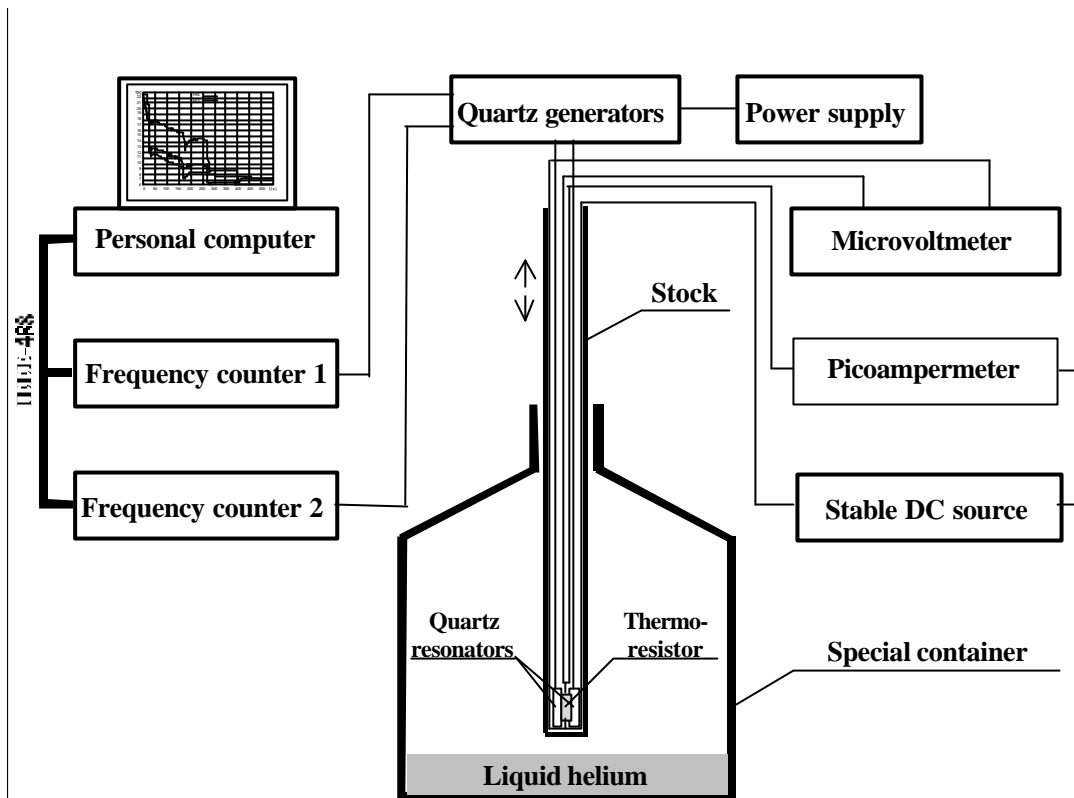 Quartz generators
Power supply
Personal computer
Microvoltmeter
Stock
Frequency counter 1
Picoampermeter
Frequency counter 2
Stable DC source
Quartz
resonators
Thermo-
resistor
Special container
Liquid helium